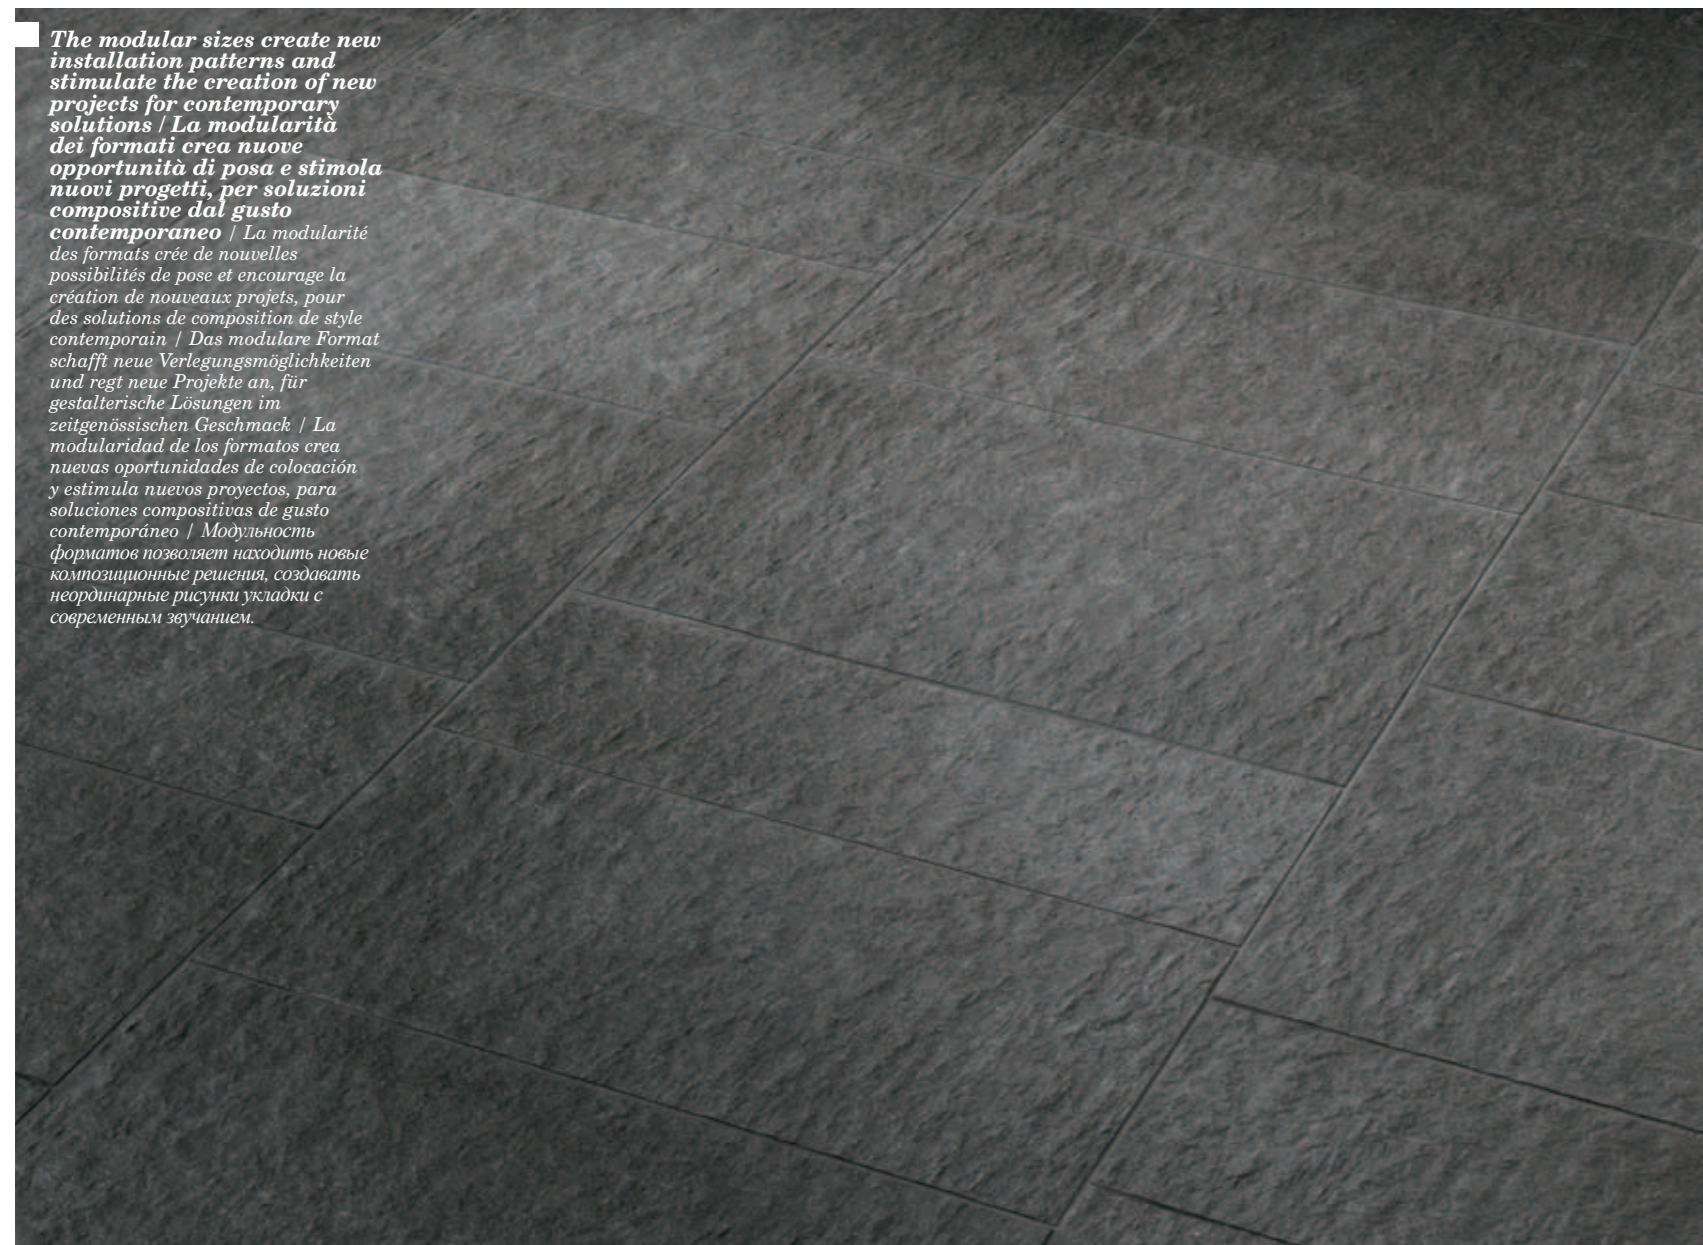 The modular sizes create new
installation patterns and
stimulate the creation of new
projects for contemporary
solutions / La modularità
dei formati crea nuove
opportunità di posa e stimola
nuovi progetti, per soluzioni
compositive dal gusto
contemporaneo | La modularité
des formats crée de nouvelles
possibilités de pose et encourage la
création de nouveaux projets, pour
des solutions de composition de style
contemporain | Das modulare Format
schafft neue Verlegungsmöglichkeiten
und regt neue Projekte an, für
gestalterische Lösungen im
zeitgenössischen Geschmack | La
modularidad de los formatos crea
nuevas oportunidades de colocación
y estimula nuevos proyectos, para
soluciones compositivas de gusto
contemporáneo | Модульность
форматов позволяет находить новые
композиционные решения, создавать
неординарные рисунки укладки с
современным звучанием.